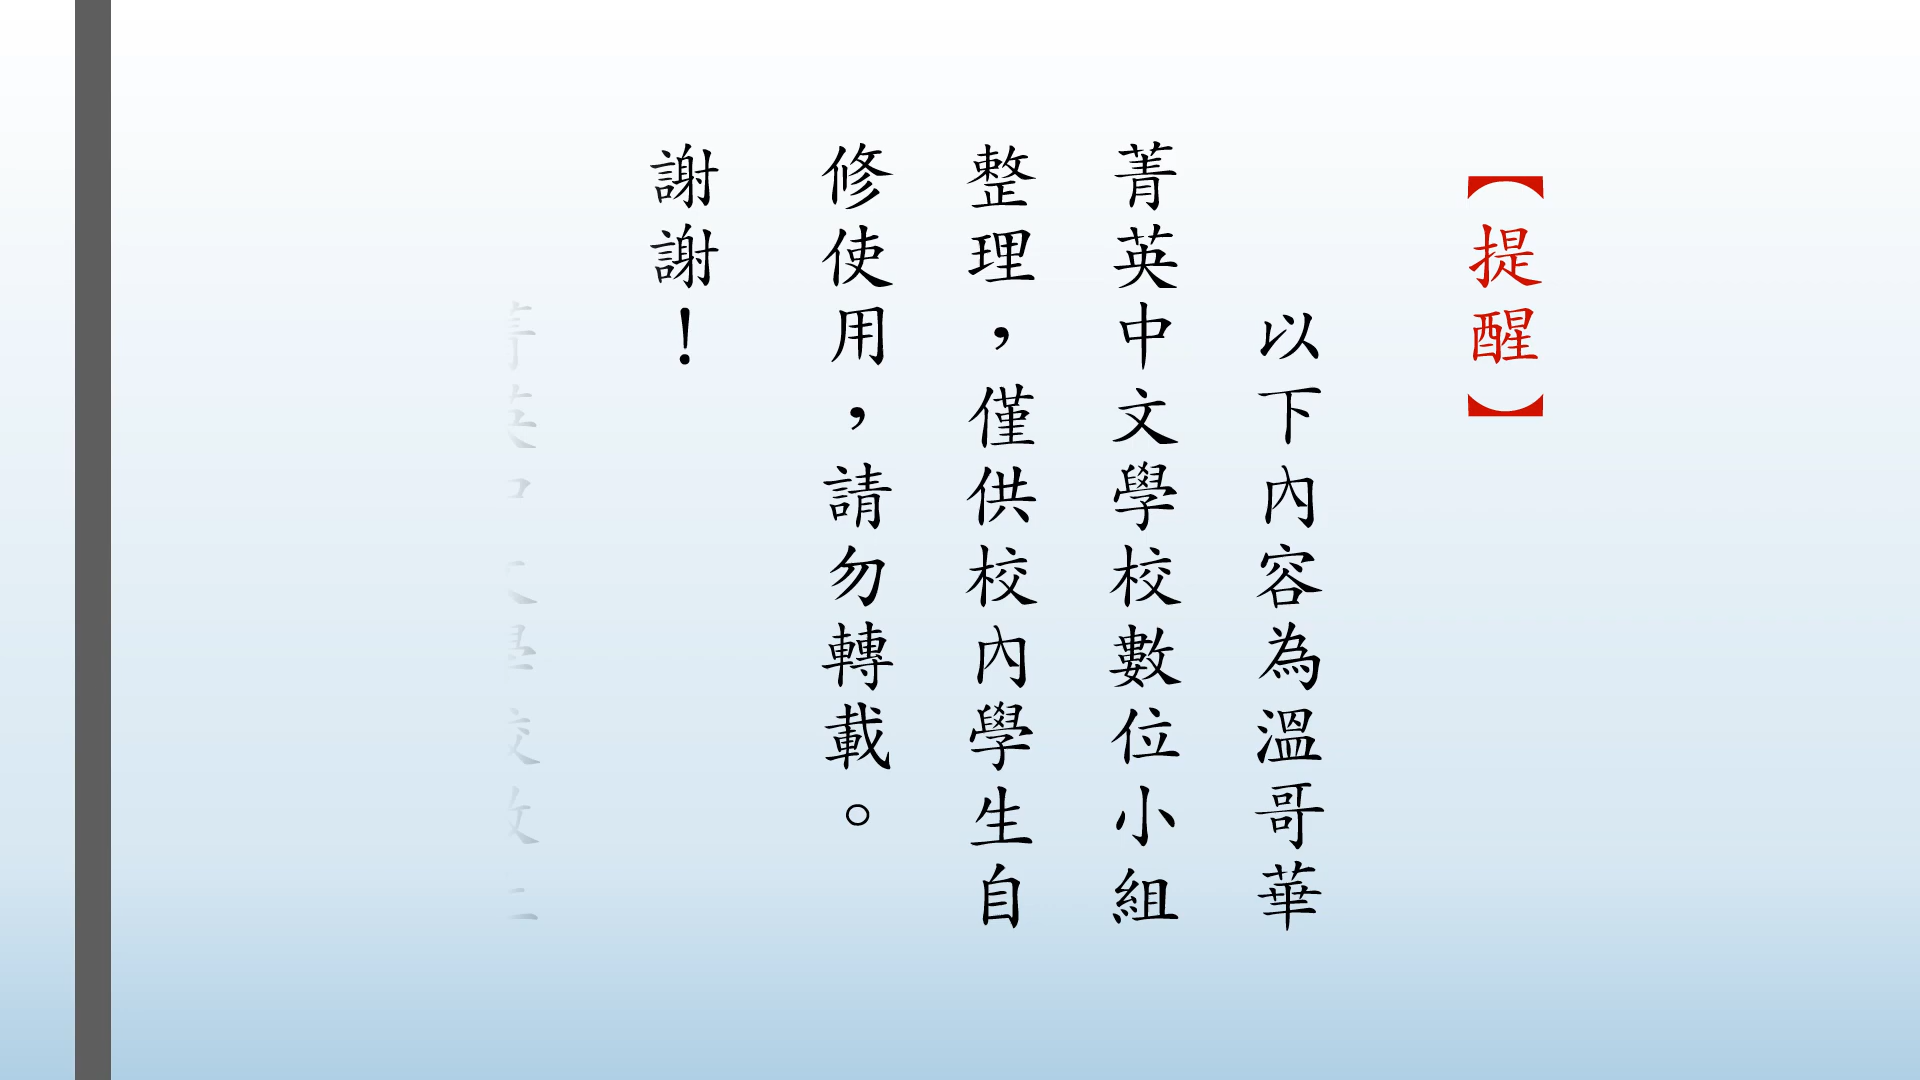 【提醒】
以下內容為溫哥華
菁英中文學校數位小組
整理，僅供校內學生自
修使用，請勿轉載。
謝謝！